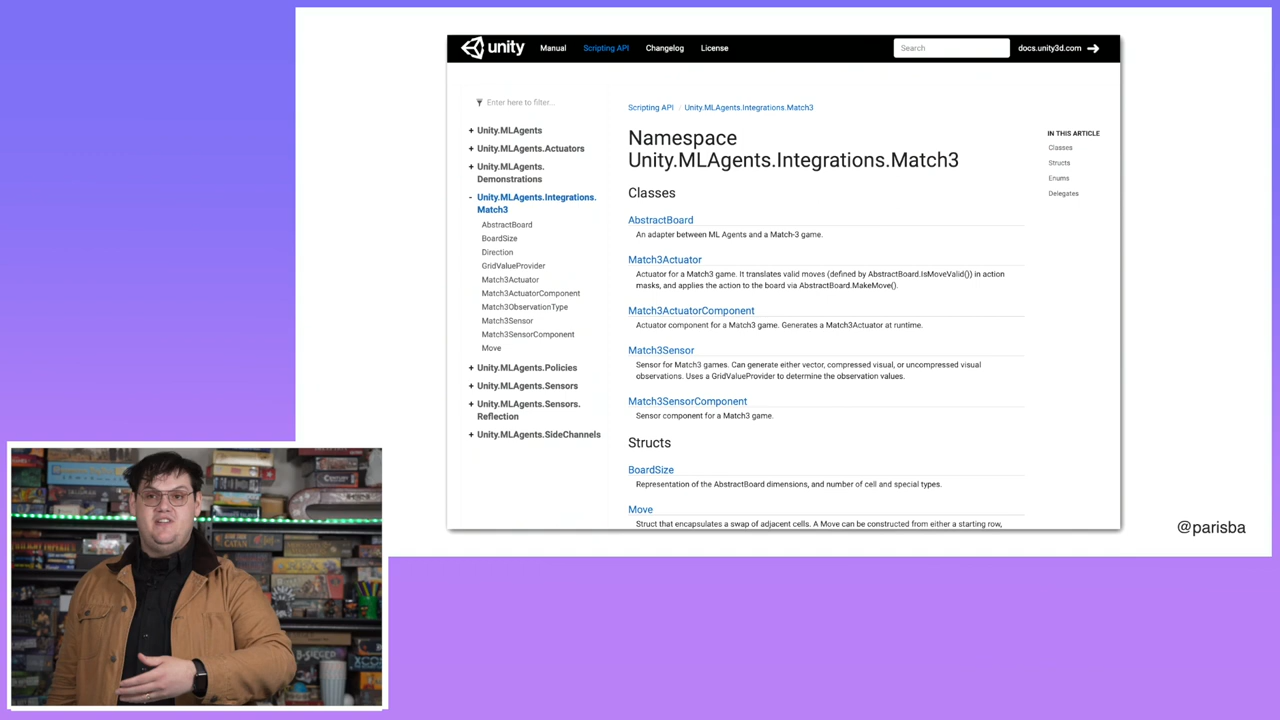 unity
Manual
Scripting API
Changelog
License
Search
docs.unity3d.com
Enter here to filter...
+ Unity.MLAgents
+ Unity.MLAgents.Actuators
+ Unity.MLAgents.
Demonstrations
- Unity.MLAgents.Integrations.
Match3
AbstractBoard
BoardSize
Direction
GridValueProvider
Match3Actuator
Match3ActuatorComponent
Match3ObservationType
Match3Sensor
Match3SensorComponent
Move
+ Unity.MLAgents.Policies
+ Unity.MLAgents.Sensors
+ Unity.MLAgents.Sensors.
Reflection
+ Unity.MLAgents.SideChannels
Scripting API / Unity.MLAgents.Integrations.Match3
Namespace
Unity.MLAgents.Integrations.Match3
Classes
AbstractBoard
An adapter between ML Agents and a Match-3 game.
Match3Actuator
Actuator for a Match3 game. It translates valid moves (defined by AbstractBoard.IsMoveValid()) in action
masks, and applies the action to the board via AbstractBoard.MakeMove().
Match3ActuatorComponent
Actuator component for a Match3 game. Generates a Match3Actuator at runtime.
Match3Sensor
Sensor for Match3 games. Can generate either vector, compressed visual, or uncompressed visual
observations. Uses a GridValueProvider to determine the observation values.
Match3SensorComponent
Sensor component for a Match3 game.
Structs
BoardSize
Representation of the AbstractBoard dimensions, and number of cell and special types.
Move
Struct that encapsulates a swap of adjacent cells. A Move can be constructed from either a starting row,
IN THIS ARTICLE
Classes
Structs
Enums
Delegates
@parisba
CATAN